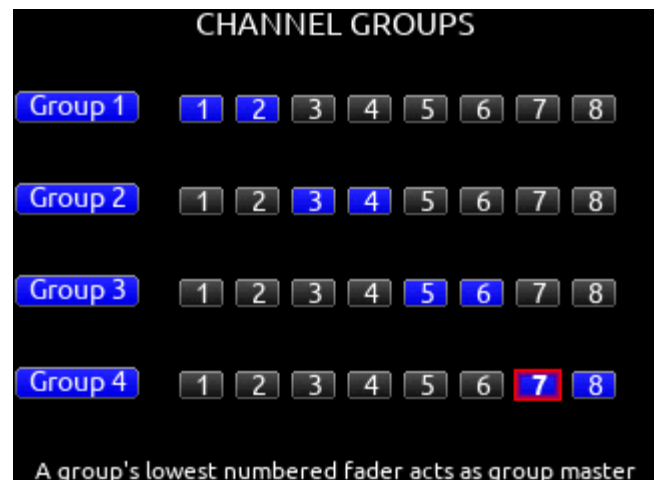 CHANNEL GROUPS
Group 1 1 2 3 4 5 6 7 8
Group 2 1 2 3 4 5 6 7 8
Group 3 1 2 3 4 5 6 7 8
Group 4 1 2 3 4 5 6 7 8
A group's lowest numbered fader acts as group master